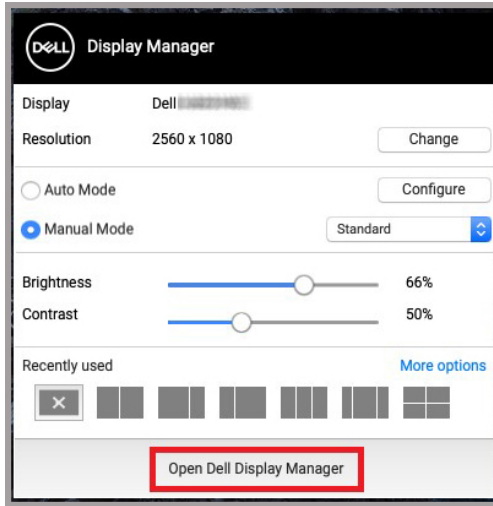 DELL Display Manager
Display Dell
Resolution 2560 x 1080 Change
Auto Mode Configure
Manual Mode Standard
Brightness 66%
Contrast 50%
Recently used More options
Open Dell Display Manager